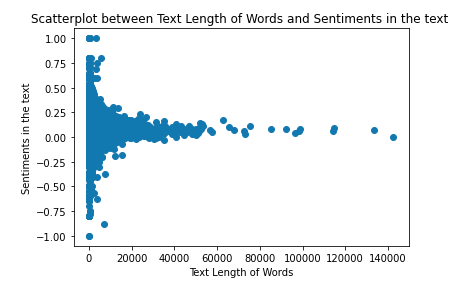 Scatterplot between Text Length of Words and Sentiments in the text
1.00
0.75
0.50
0.25
0.00
−0.25
−0.50
−0.75
−1.00
Sentiments in the text
0 20000 40000 60000 80000 100000 120000 140000
Text Length of Words